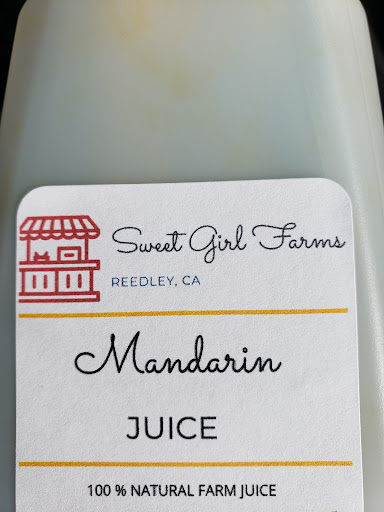 Sweet Girl Farms
REEDLEY, CA
Mandarin
JUICE
100 % NATURAL FARM JUICE